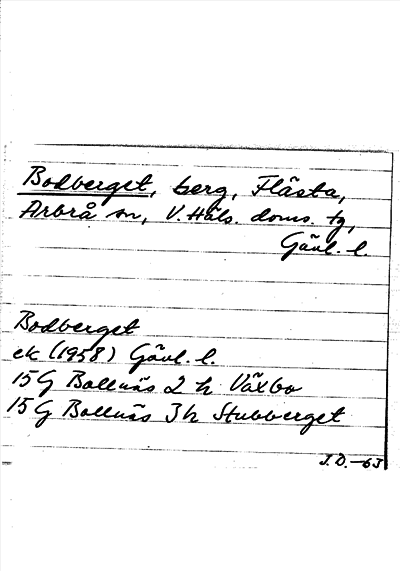 Bodberget, berg, Flästa,
Arbrå sn, V. Häls. doms. tg,
Gävl. l.
Bodberget
ek (1958) Gävl. l.
15 G Bollnäs 2 h Växbo
15 G Bollnäs 3 h Stubberget
J. D. -63